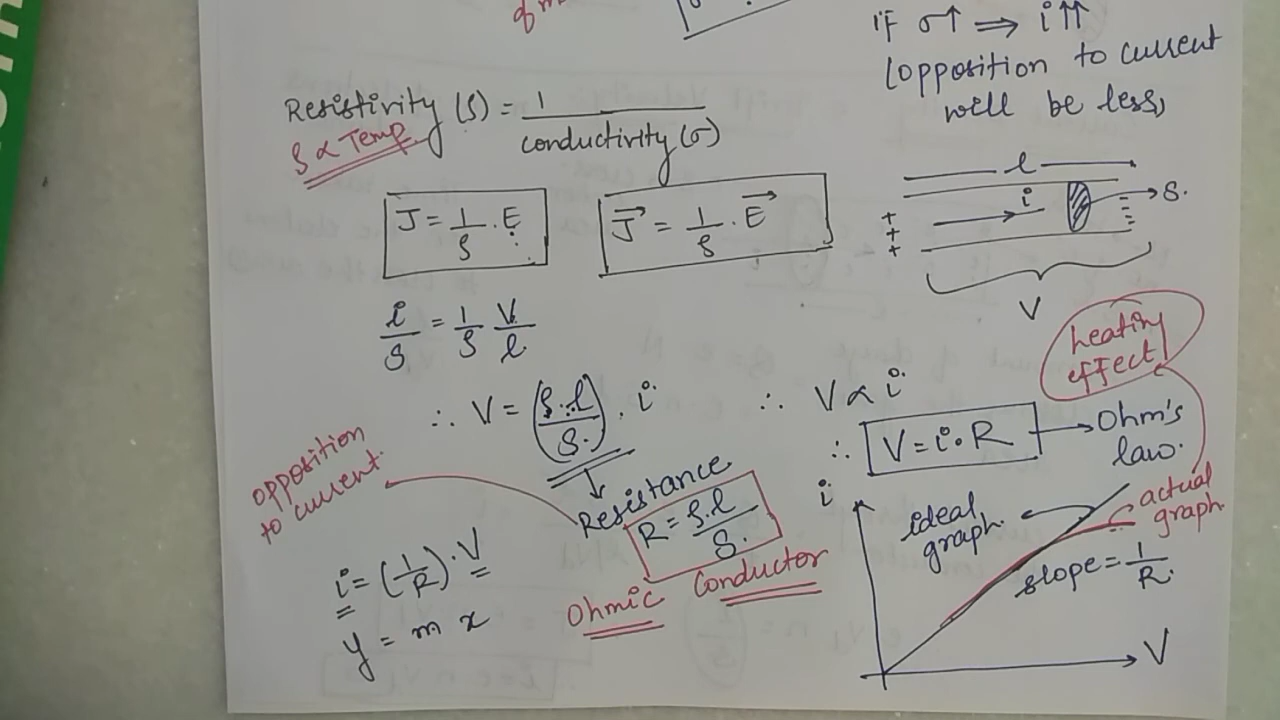 of m
if σ↑ ⟹ i↑↑
(opposition to current
will be less,
Resistivity (ρ) = 1 / conductivity (σ)
ρ ∝ Temp
J = 1/ρ . E
J⃗ = 1/ρ . E⃗
l
i
S.
+
+
+
V
i/S = 1/ρ V/l
heating
effect
∴ V = (ρ.l/S.) . i
∴ V ∝ i
∴ V = i . R
Ohm's
law.
opposition
to current.
Resistance
R = ρ.l/S.
i = (1/R) . V
y = m x
Ohmic Conductor
i
ideal
graph.
actual
graph.
slope = 1/R.
V